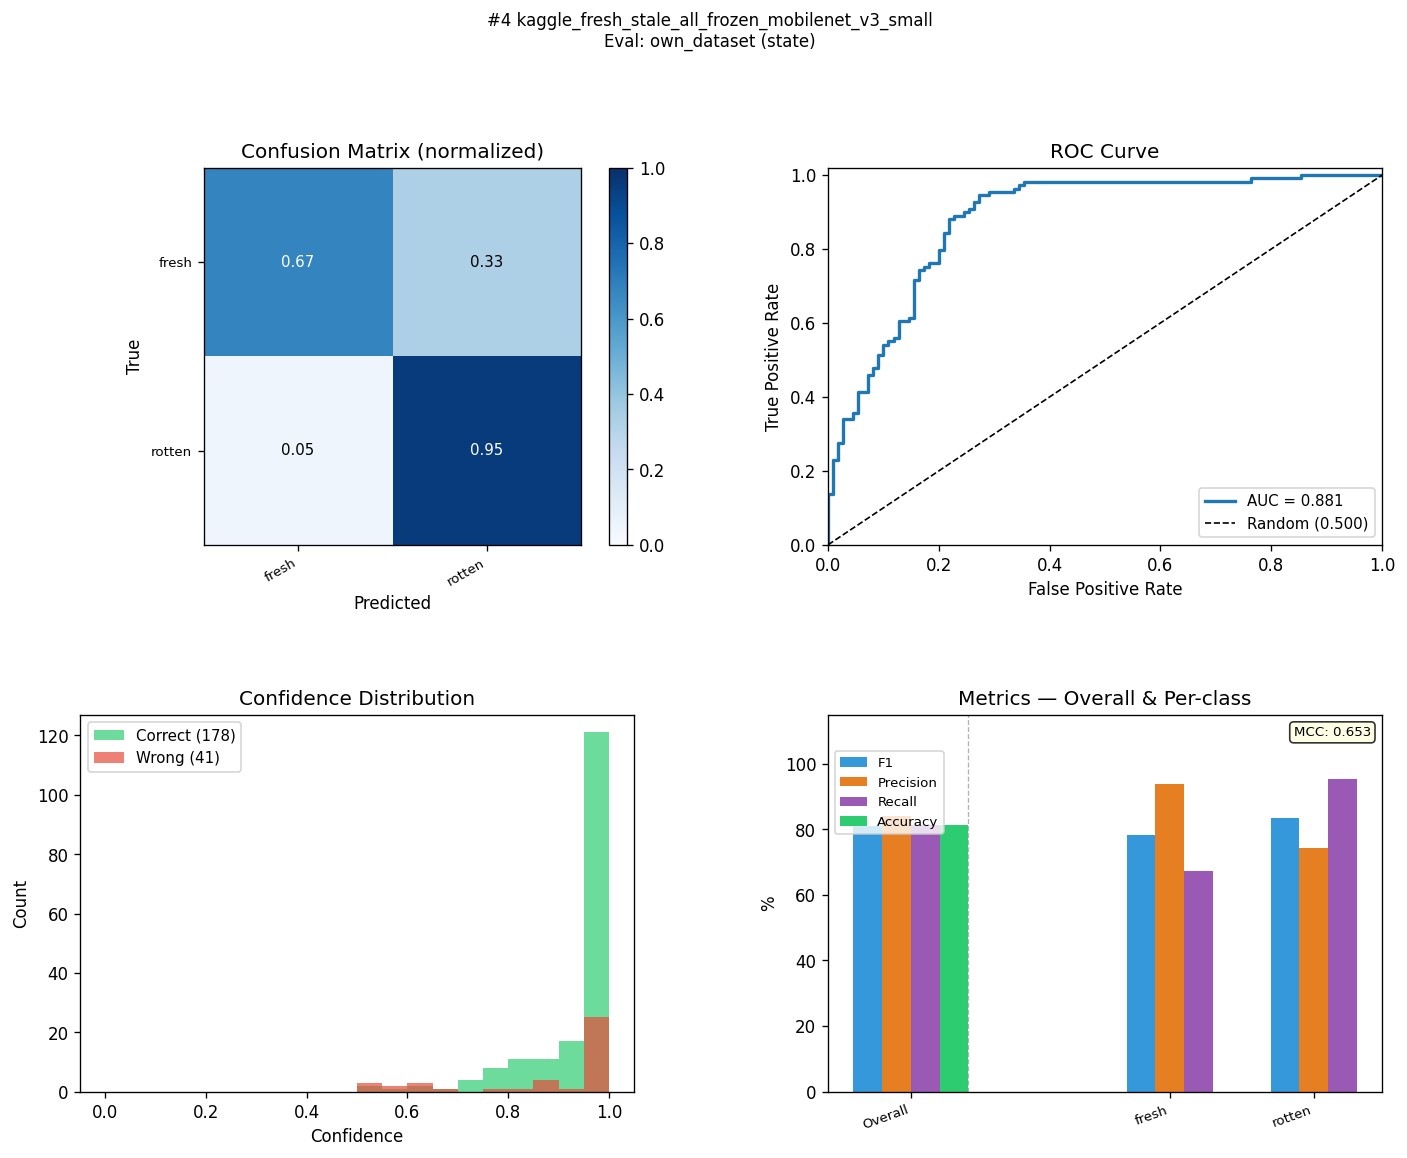 #4 kaggle_fresh_stale_all_frozen_mobilenet_v3_small
Eval: own_dataset (state)
Confusion Matrix (normalized)
True
fresh
rotten
0.67
0.33
0.05
0.95
fresh
rotten
Predicted
1.0
0.8
0.6
0.4
0.2
0.0
ROC Curve
True Positive Rate
1.0
0.8
0.6
0.4
0.2
0.0
0.0
0.2
0.4
0.6
0.8
1.0
False Positive Rate
AUC = 0.881
Random (0.500)
Confidence Distribution
Correct (178)
Wrong (41)
Count
120
100
80
60
40
20
0
0.0
0.2
0.4
0.6
0.8
1.0
Confidence
Metrics — Overall & Per-class
MCC: 0.653
F1
Precision
Recall
Accuracy
%
100
80
60
40
20
0
Overall
fresh
rotten